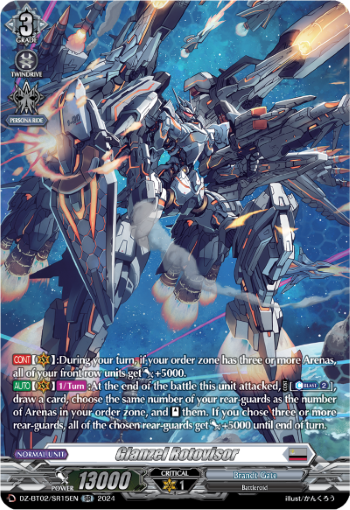 3
GRADE
TWINDRIVE
PERSONA RIDE
CONT [ ]:During your turn, if your order zone has three or more Arenas,
all of your front row units get +5000.
AUTO [ ] 1/Turn :At the end of the battle this unit attacked, COST [ BLAST 2 ],
draw a card, choose the same number of your rear-guards as the number
of Arenas in your order zone, and them. If you chose three or more
rear-guards, all of the chosen rear-guards get +5000 until end of turn.
NORMAL UNIT
Gianzel Rotovisor
POWER 13000
CRITICAL
1
Brandt Gate
Battleroid
D DZ-BT02/SR15EN SR 2024
illust/かんくろう